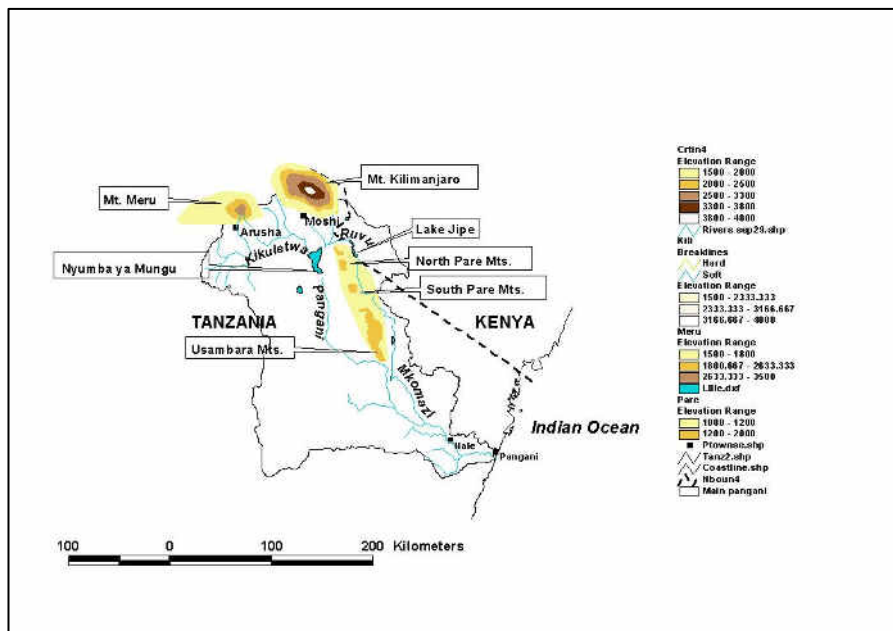 Mt. Kilimanjaro
Mt. Meru
Moshi
Arusha
Ruvu
Lake Jipe
Kikuletwa
North Pare Mts.
Nyumba ya Mungu
South Pare Mts.
Pangani
TANZANIA
KENYA
Usambara Mts.
Mkomazi
Indian Ocean
Hale
Pangani
100 0 100 200 Kilometers
Crtin4
Elevation Range
1500 - 2000
2000 - 2500
2500 - 3300
3300 - 3800
3800 - 4000
Rivers.sep29.shp
Kili
Breaklines
Hard
Soft
Elevation Range
1500 - 2333.333
2333.333 - 3166.667
3166.667 - 4000
Meru
Elevation Range
1500 - 1800
1800.667 - 2633.333
2633.333 - 3500
Pare
Elevation Range
1000 - 1200
1200 - 2000
Ptownse.shp
Tanz2.shp
Coastline.shp
Nboun4
Main pangani